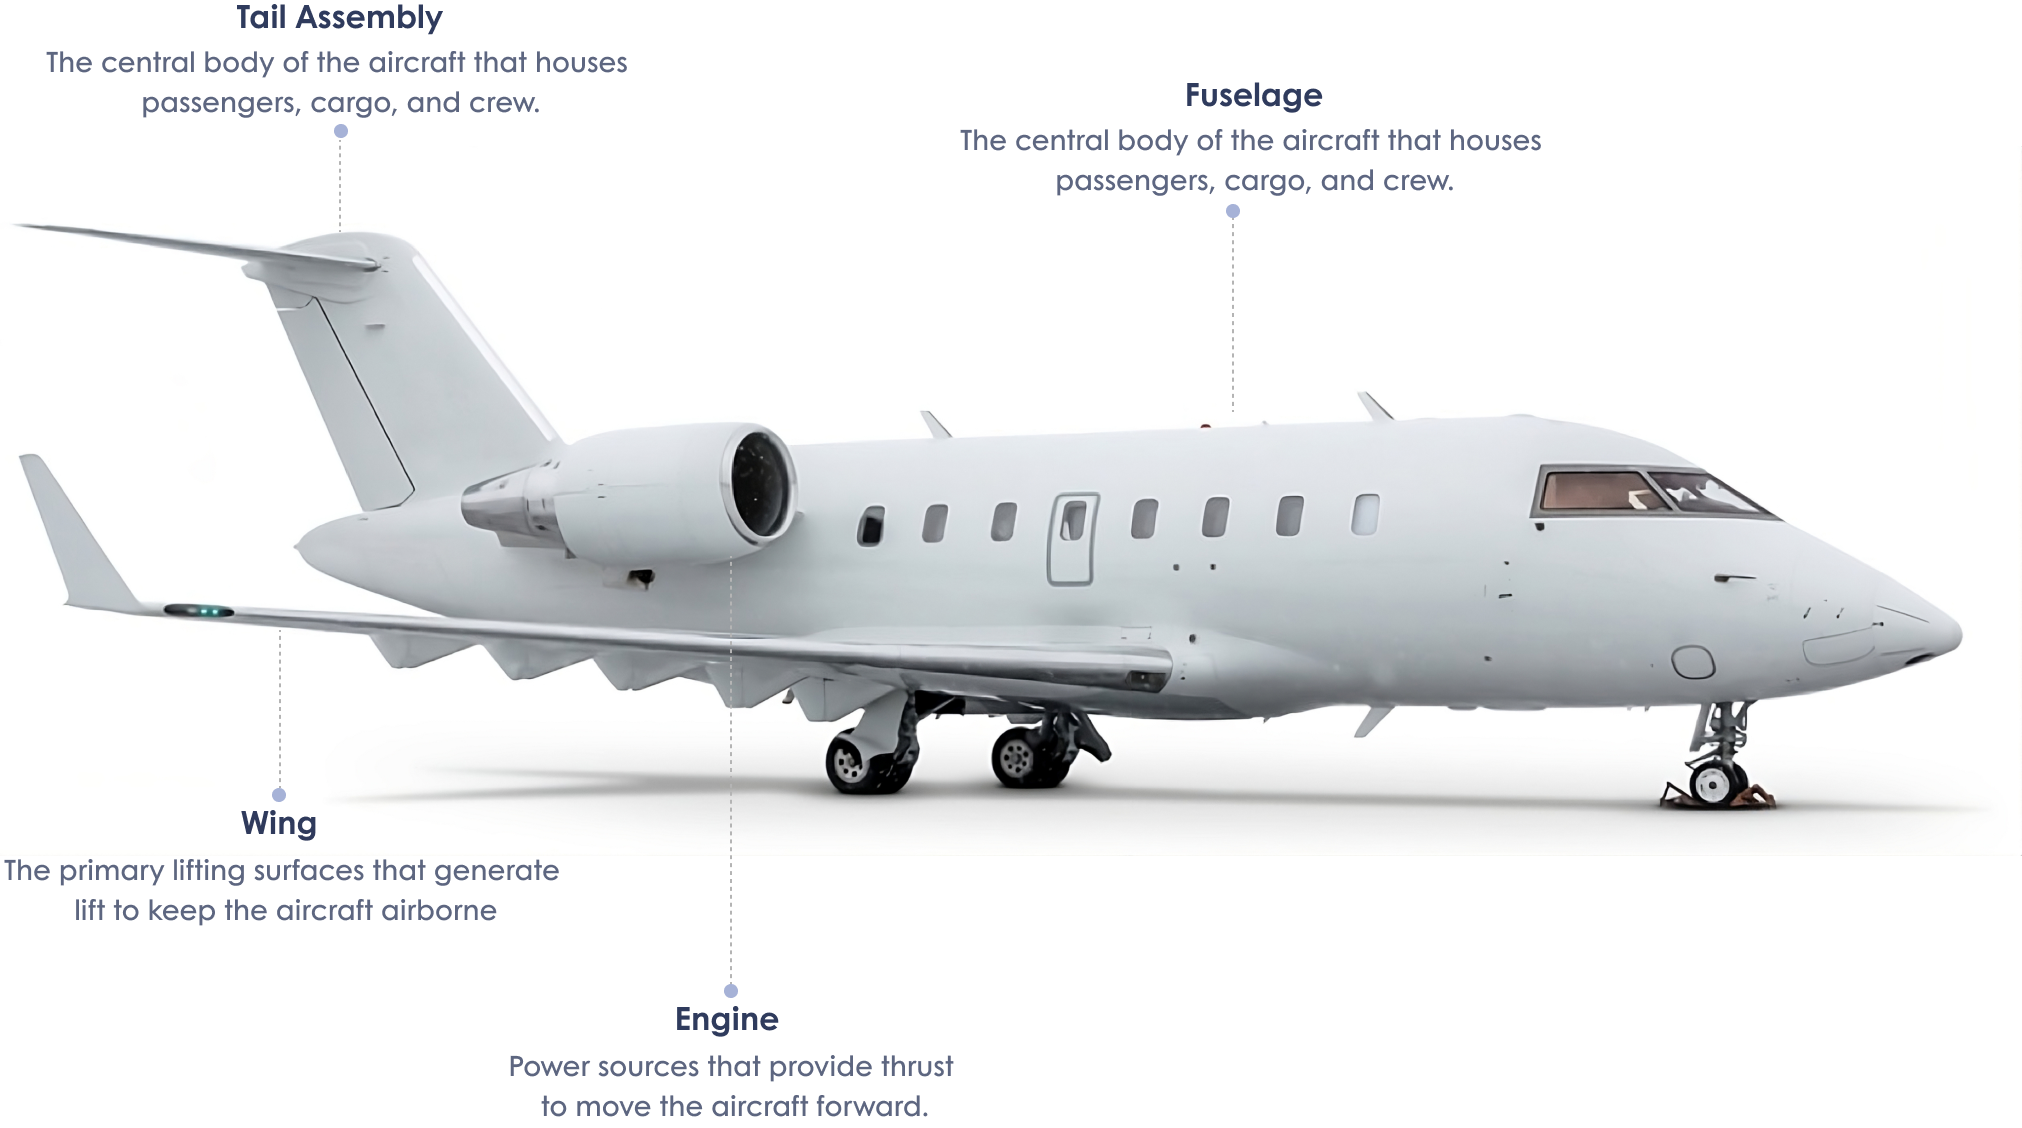 Tail Assembly
The central body of the aircraft that houses
passengers, cargo, and crew.
Fuselage
The central body of the aircraft that houses
passengers, cargo, and crew.
Wing
The primary lifting surfaces that generate
lift to keep the aircraft airborne
Engine
Power sources that provide thrust
to move the aircraft forward.